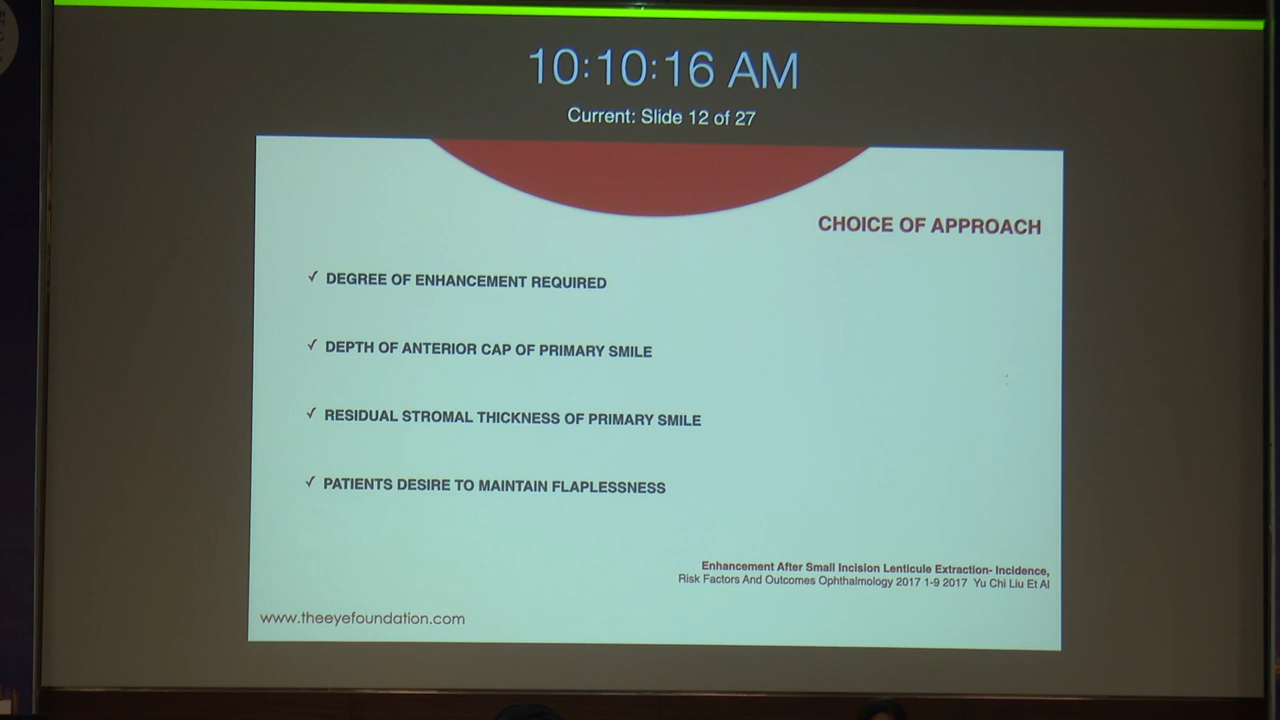 10:10:16 AM
Current: Slide 12 of 27
CHOICE OF APPROACH
✓ DEGREE OF ENHANCEMENT REQUIRED
✓ DEPTH OF ANTERIOR CAP OF PRIMARY SMILE
✓ RESIDUAL STROMAL THICKNESS OF PRIMARY SMILE
✓ PATIENTS DESIRE TO MAINTAIN FLAPLESSNESS
Enhancement After Small Incision Lenticule Extraction- Incidence,
Risk Factors And Outcomes Ophthalmology 2017 1-9 2017 Yu Chi Liu Et Al
www.theeyefoundation.com